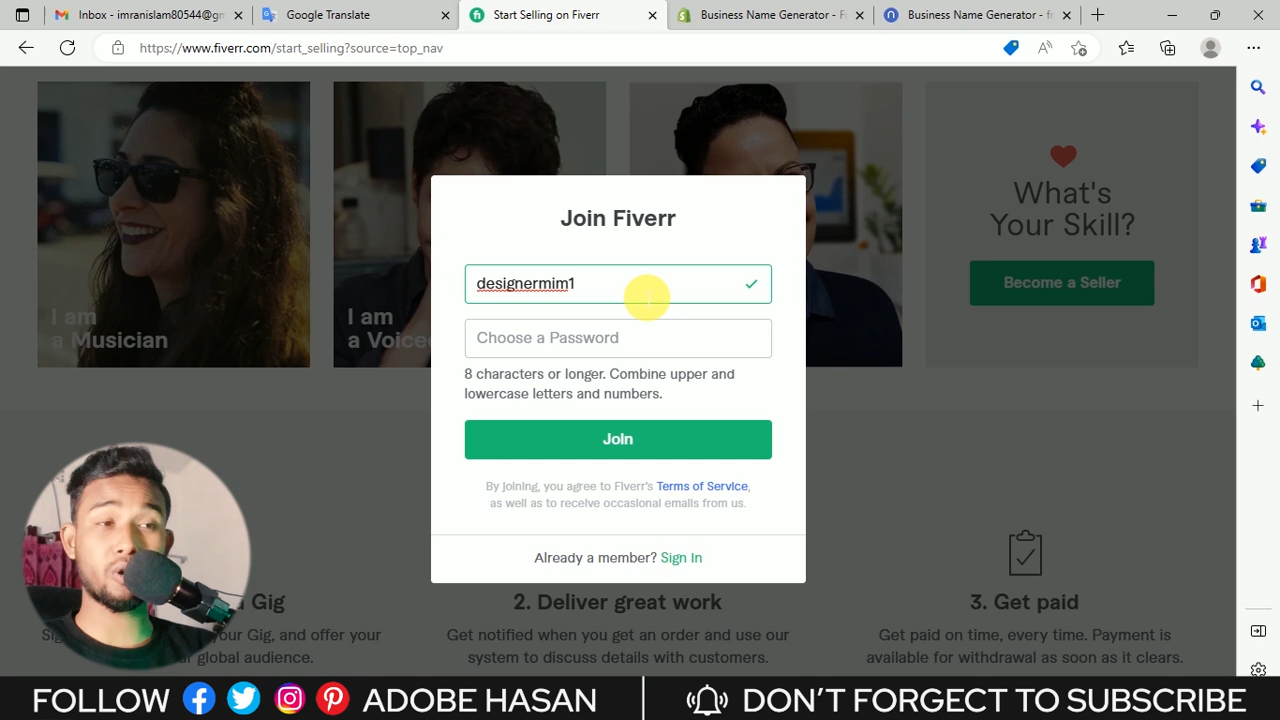 Inbox - imranislam80544@gm
Google Translate
Start Selling on Fiverr
Business Name Generator - F
Business Name Generator - fr
https://www.fiverr.com/start_selling?source=top_nav
I am
a Musician
I am
a Voice
What's
Your Skill?
Become a Seller
Join Fiverr
designermim1
Choose a Password
8 characters or longer. Combine upper and
lowercase letters and numbers.
Join
By joining, you agree to Fiverr's Terms of Service,
as well as to receive occasional emails from us.
Already a member? Sign In
Gig
our Gig, and offer your
global audience.
2. Deliver great work
Get notified when you get an order and use our
system to discuss details with customers.
3. Get paid
Get paid on time, every time. Payment is
available for withdrawal as soon as it clears.
FOLLOW ADOBE HASAN DON'T FORGET TO SUBSCRIBE